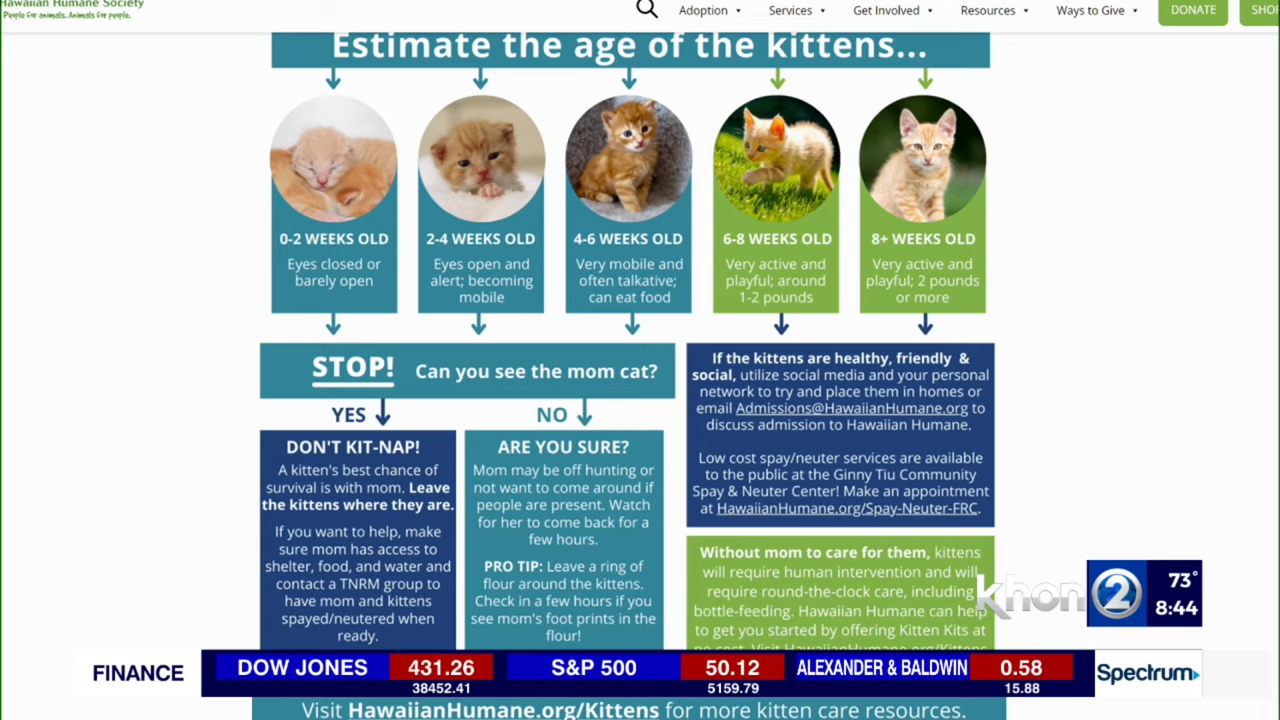 Hawaiian Humane Society
People for animals. Animals for people.
Adoption
Services
Get Involved
Resources
Ways to Give
DONATE
SHOP
Estimate the age of the kittens...
0-2 WEEKS OLD
Eyes closed or
barely open
2-4 WEEKS OLD
Eyes open and
alert; becoming
mobile
4-6 WEEKS OLD
Very mobile and
often talkative;
can eat food
6-8 WEEKS OLD
Very active and
playful; around
1-2 pounds
8+ WEEKS OLD
Very active and
playful; 2 pounds
or more
STOP! Can you see the mom cat?
YES
NO
DON'T KIT-NAP!
A kitten's best chance of
survival is with mom. Leave
the kittens where they are.
If you want to help, make
sure mom has access to
shelter, food, and water and
contact a TNRM group to
have mom and kittens
spayed/neutered when
ready.
ARE YOU SURE?
Mom may be off hunting or
not want to come around if
people are present. Watch
for her to come back for a
few hours.
PRO TIP: Leave a ring of
flour around the kittens.
Check in a few hours if you
see mom's foot prints in the
flour!
If the kittens are healthy, friendly &
social, utilize social media and your personal
network to try and place them in homes or
email Admissions@HawaiianHumane.org to
discuss admission to Hawaiian Humane.
Low cost spay/neuter services are available
to the public at the Ginny Tiu Community
Spay & Neuter Center! Make an appointment
at HawaiianHumane.org/Spay-Neuter-FRC.
Without mom to care for them, kittens
will require human intervention and will
require round-the-clock care, including
bottle-feeding. Hawaiian Humane can help
to get you started by offering Kitten Kits at
no cost. Visit HawaiianHumane.org/Kittens
khon 2
73°
8:44
FINANCE
DOW JONES 431.26
38452.41
S&P 500 50.12
5159.79
ALEXANDER & BALDWIN 0.58
15.88
Spectrum
Visit HawaiianHumane.org/Kittens for more kitten care resources.